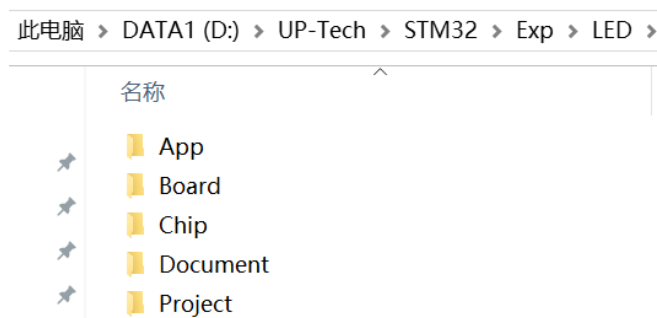 此电脑 > DATA1 (D:) > UP-Tech > STM32 > Exp > LED >
名称
App
Board
Chip
Document
Project